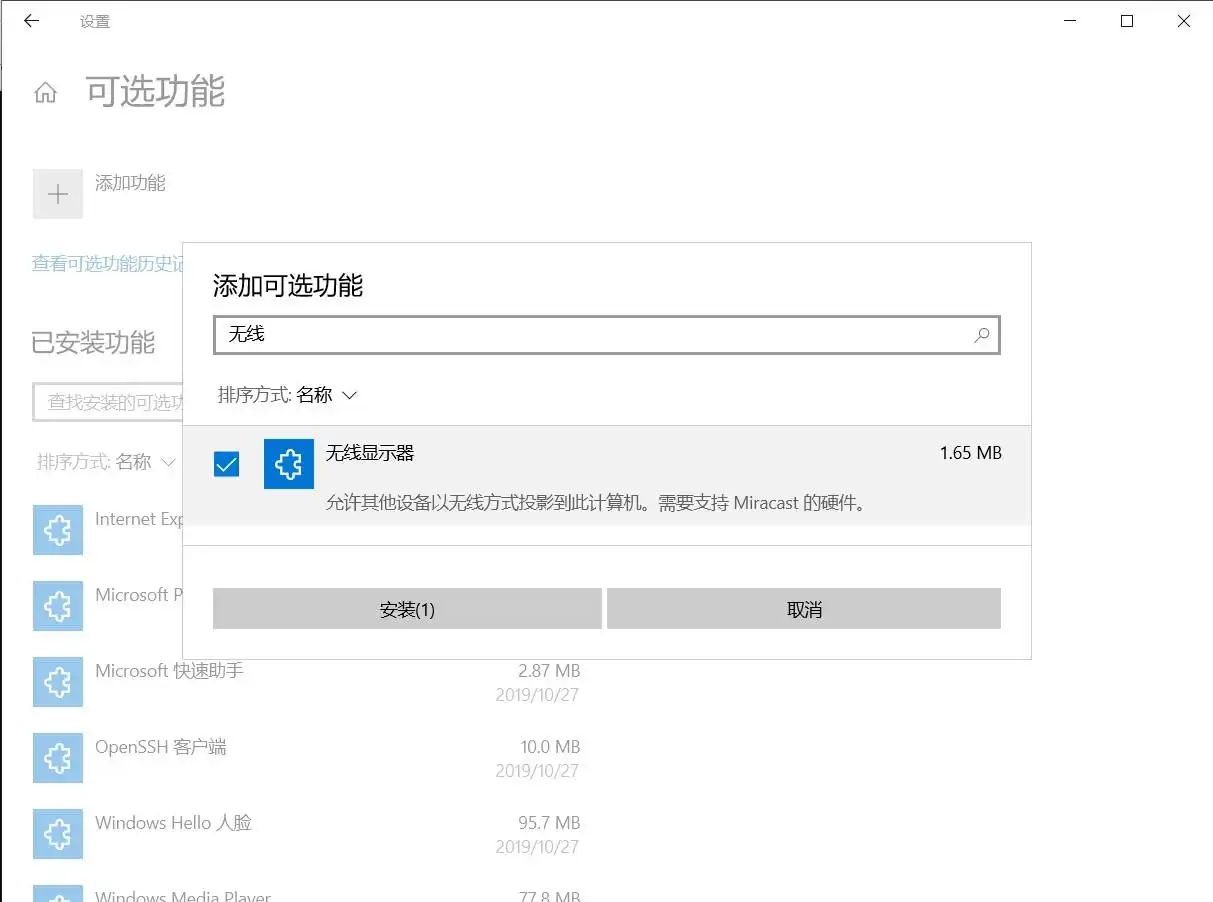 设置
可选功能
添加功能
查看可选功能历史记
已安装功能
查找安装的可选功
排序方式: 名称
Internet Exp
Microsoft P
Microsoft 快速助手
2.87 MB
2019/10/27
OpenSSH 客户端
10.0 MB
2019/10/27
Windows Hello 人脸
95.7 MB
2019/10/27
Windows Media Player
77.8 MB
添加可选功能
无线
排序方式: 名称
无线显示器
1.65 MB
允许其他设备以无线方式投影到此计算机。需要支持 Miracast 的硬件。
安装(1)
取消